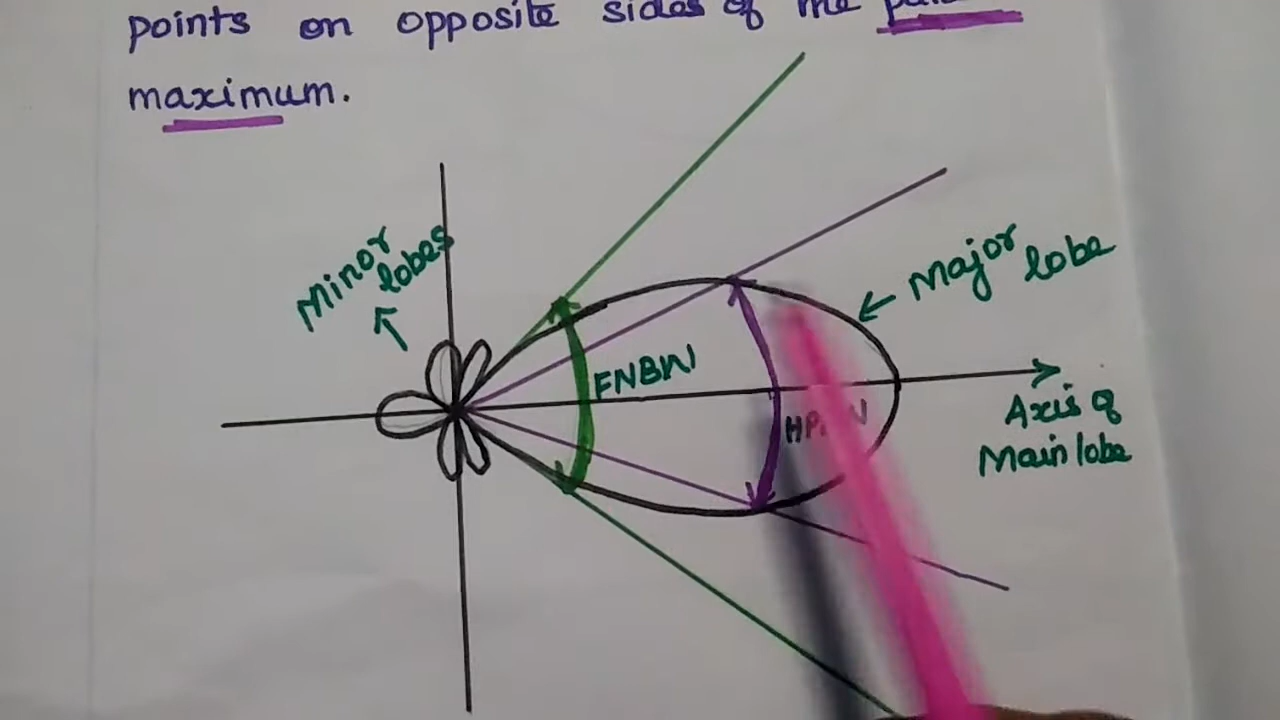 points on opposite sides of the
maximum.
Minor
lobes
Major lobe
FNBW
Axis of
Main lobe